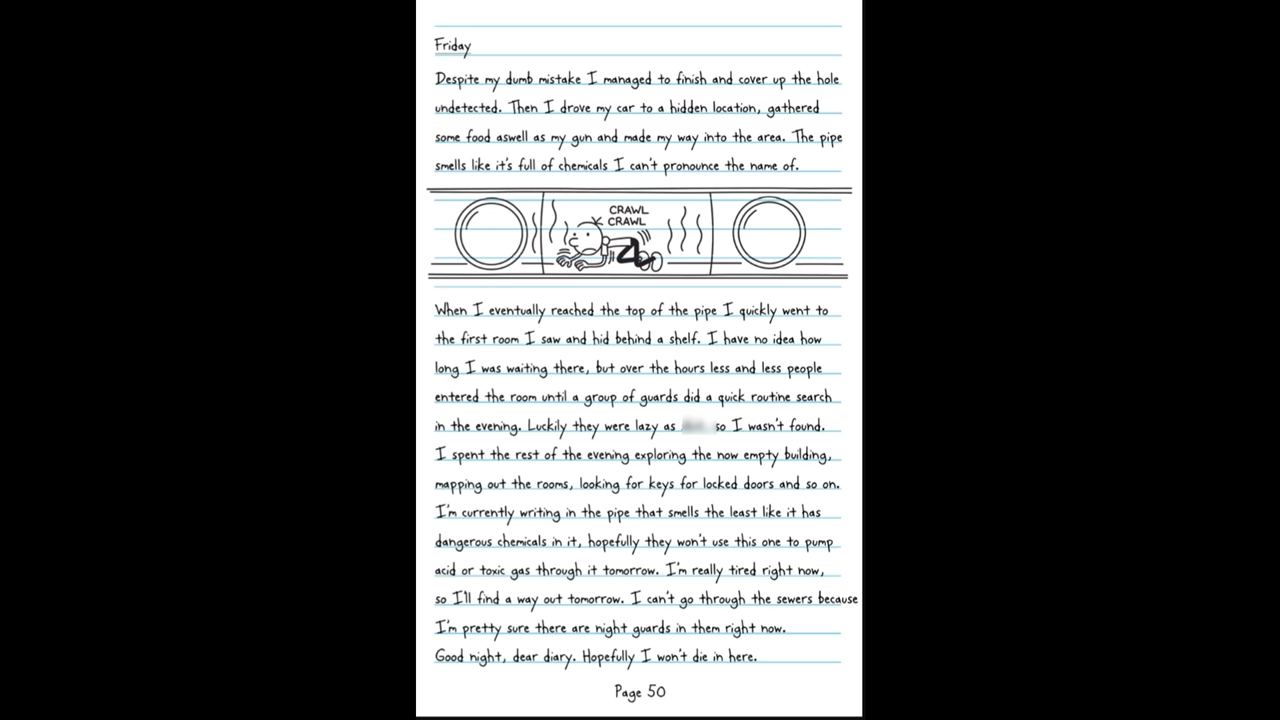 Friday
Despite my dumb mistake I managed to finish and cover up the hole
undetected. Then I drove my car to a hidden location, gathered
some food aswell as my gun and made my way into the area. The pipe
smells like it's full of chemicals I can't pronounce the name of.
CRAWL
CRAWL
When I eventually reached the top of the pipe I quickly went to
the first room I saw and hid behind a shelf. I have no idea how
long I was waiting there, but over the hours less and less people
entered the room until a group of guards did a quick routine search
in the evening. Luckily they were lazy as so I wasn't found.
I spent the rest of the evening exploring the now empty building,
mapping out the rooms, looking for keys for locked doors and so on.
I'm currently writing in the pipe that smells the least like it has
dangerous chemicals in it, hopefully they won't use this one to pump
acid or toxic gas through it tomorrow. I'm really tired right now,
so I'll find a way out tomorrow. I can't go through the sewers because
I'm pretty sure there are night guards in them right now.
Good night, dear diary. Hopefully I won't die in here.
Page 50